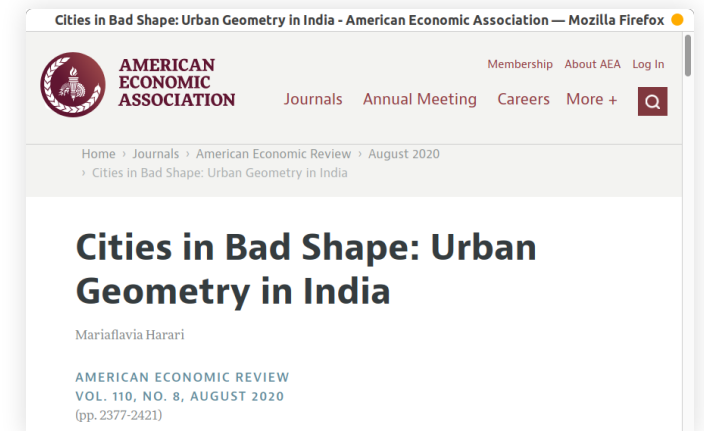 Cities in Bad Shape: Urban Geometry in India - American Economic Association — Mozilla Firefox
AMERICAN
ECONOMIC
ASSOCIATION
Membership About AEA Log In
Journals Annual Meeting Careers More +
Home › Journals › American Economic Review › August 2020
› Cities in Bad Shape: Urban Geometry in India
Cities in Bad Shape: Urban
Geometry in India
Mariaflavia Harari
AMERICAN ECONOMIC REVIEW
VOL. 110, NO. 8, AUGUST 2020
(pp. 2377-2421)